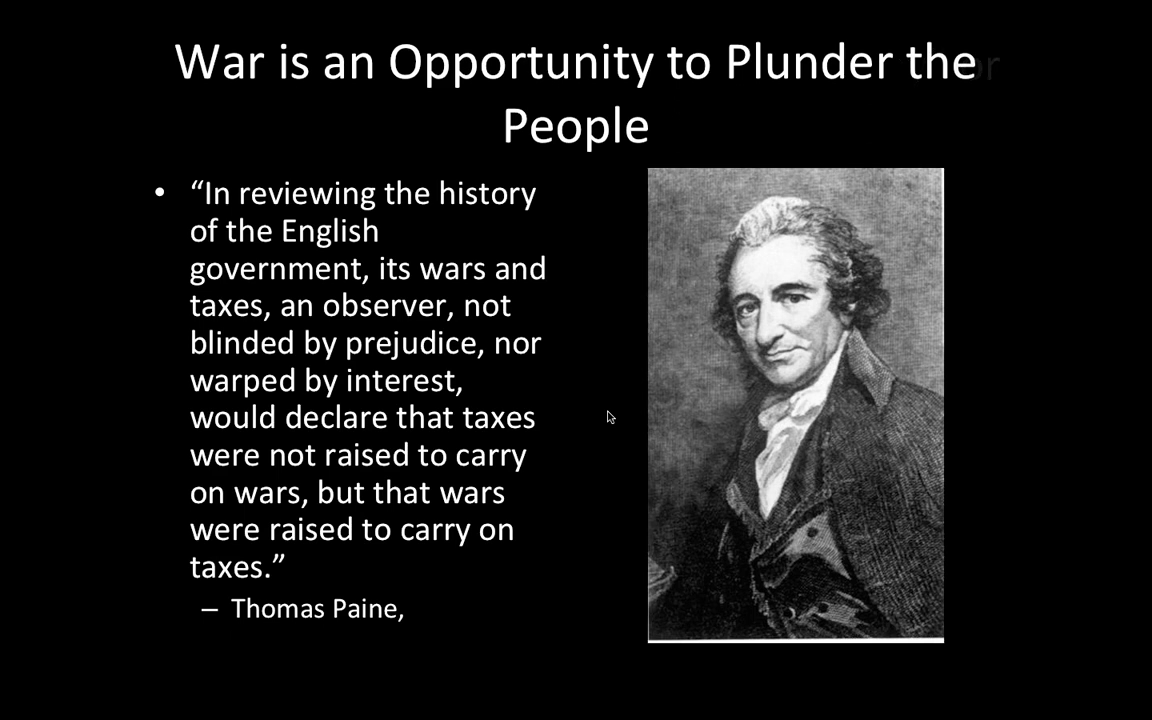 War is an Opportunity to Plunder the
People
• “In reviewing the history
of the English
government, its wars and
taxes, an observer, not
blinded by prejudice, nor
warped by interest,
would declare that taxes
were not raised to carry
on wars, but that wars
were raised to carry on
taxes.”
– Thomas Paine,